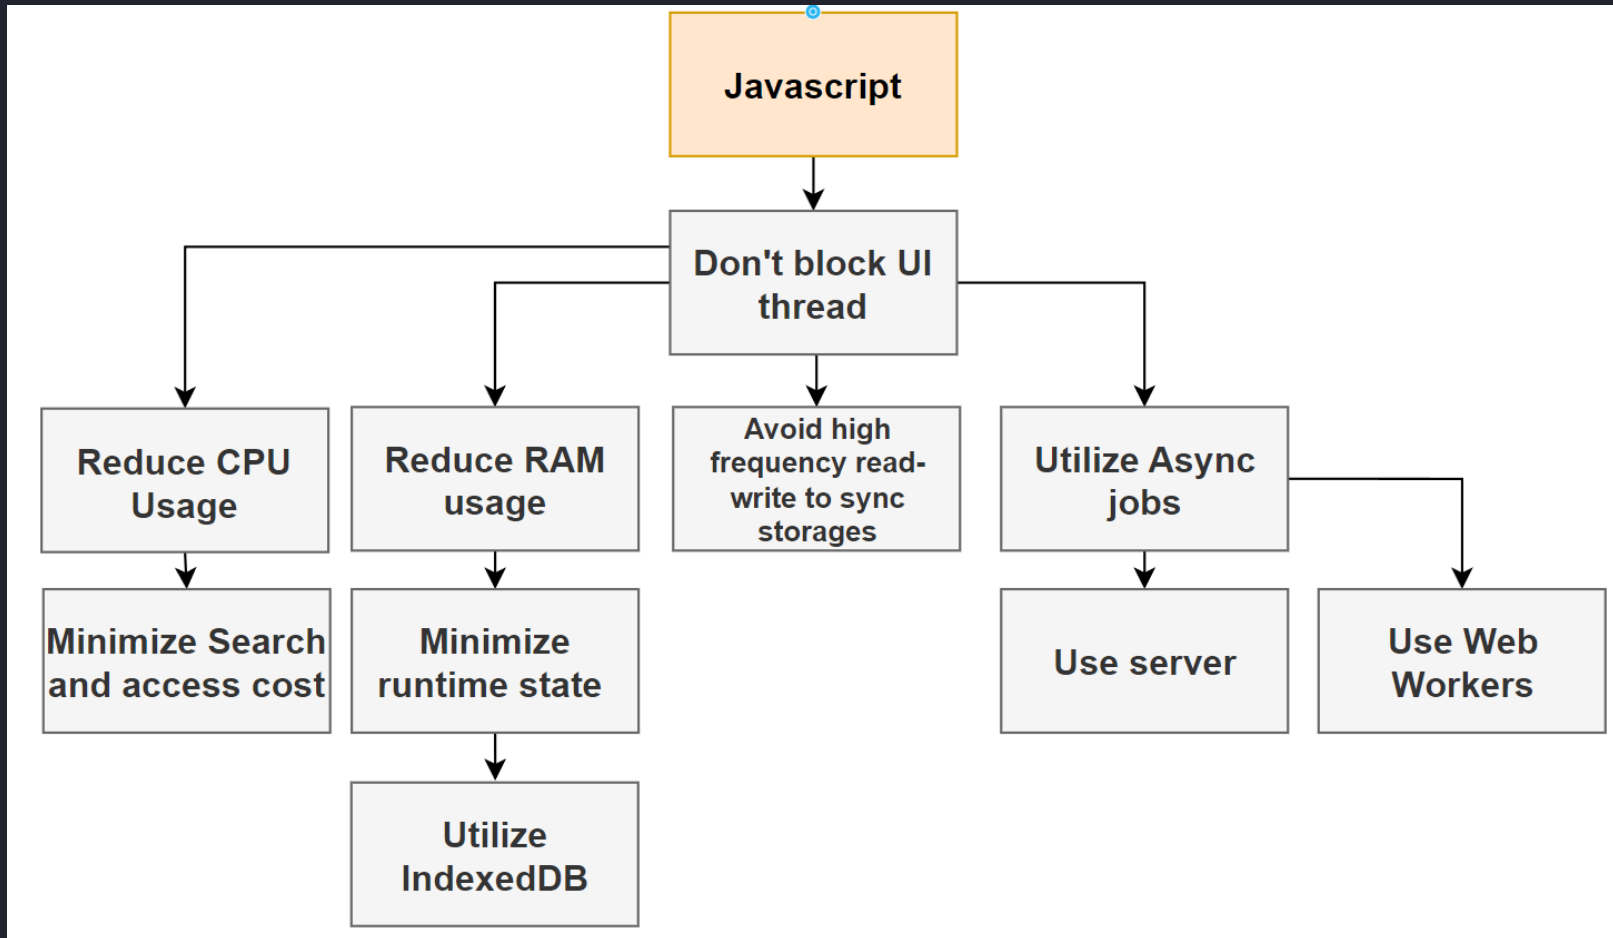 Javascript
Don't block UI
thread
Reduce CPU
Usage
Reduce RAM
usage
Avoid high
frequency read-
write to sync
storages
Utilize Async
jobs
Minimize Search
and access cost
Minimize
runtime state
Use server
Use Web
Workers
Utilize
IndexedDB